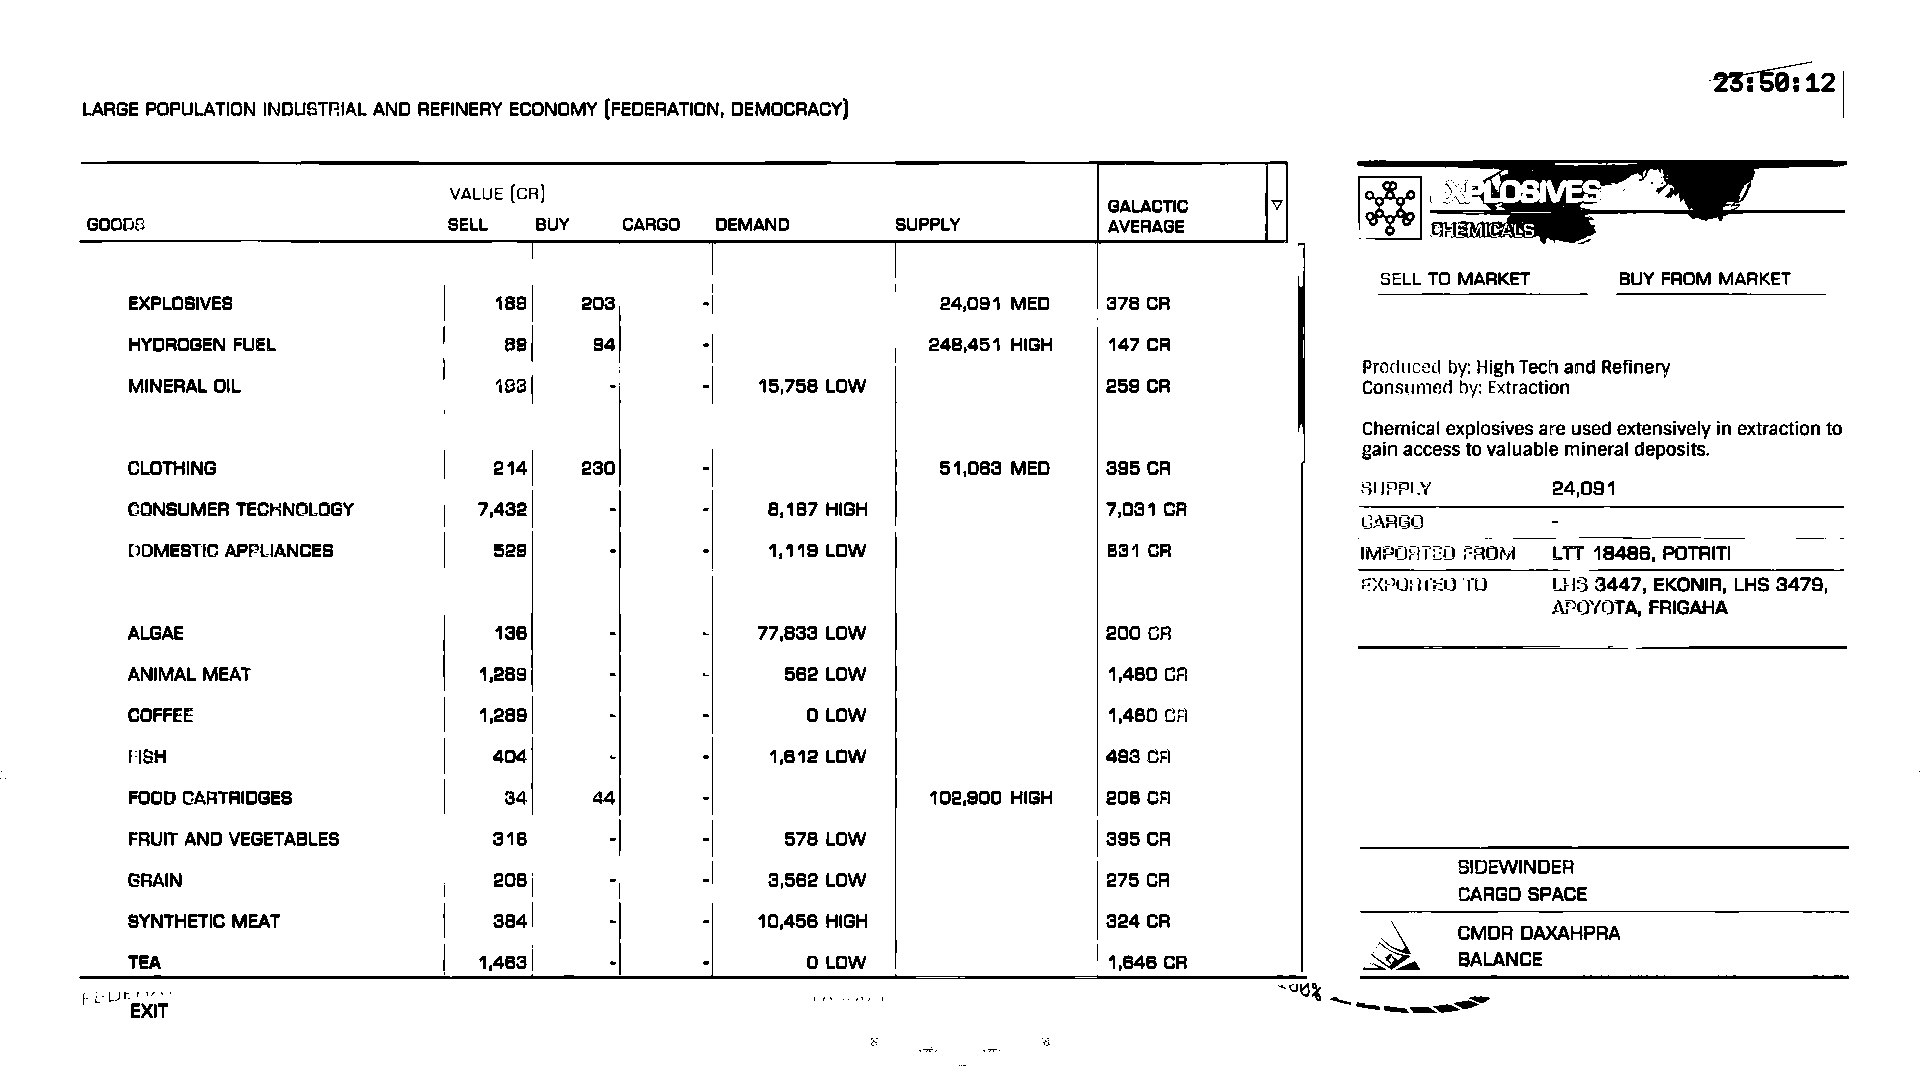 23:50:12
LARGE POPULATION INDUSTRIAL AND REFINERY ECONOMY (FEDERATION, DEMOCRACY)
VALUE (CR)
GOODS SELL BUY CARGO DEMAND SUPPLY GALACTIC AVERAGE
EXPLOSIVES 189 203 - 24,091 MED 378 CR
HYDROGEN FUEL 89 94 - 248,451 HIGH 147 CR
MINERAL OIL 193 - - 15,758 LOW 259 CR
CLOTHING 214 230 - 51,063 MED 395 CR
CONSUMER TECHNOLOGY 7,432 - - 8,187 HIGH 7,031 CR
DOMESTIC APPLIANCES 529 - - 1,119 LOW 631 CR
ALGAE 136 - - 77,833 LOW 200 CR
ANIMAL MEAT 1,289 - - 562 LOW 1,460 CR
COFFEE 1,289 - - 0 LOW 1,460 CR
FISH 404 - - 1,612 LOW 493 CR
FOOD CARTRIDGES 34 44 - 102,900 HIGH 206 CR
FRUIT AND VEGETABLES 316 - - 578 LOW 395 CR
GRAIN 206 - - 3,562 LOW 275 CR
SYNTHETIC MEAT 384 - - 10,456 HIGH 324 CR
TEA 1,463 - - 0 LOW 1,646 CR
EXIT
EXPLOSIVES
CHEMICALS
SELL TO MARKET BUY FROM MARKET
Produced by: High Tech and Refinery
Consumed by: Extraction
Chemical explosives are used extensively in extraction to
gain access to valuable mineral deposits.
SUPPLY 24,091
CARGO -
IMPORTED FROM LTT 18486, POTRITI
EXPORTED TO LHS 3447, EKONIR, LHS 3479,
APOYOTA, FRIGAHA
SIDEWINDER
CARGO SPACE
CMDR DAXAHPRA
BALANCE